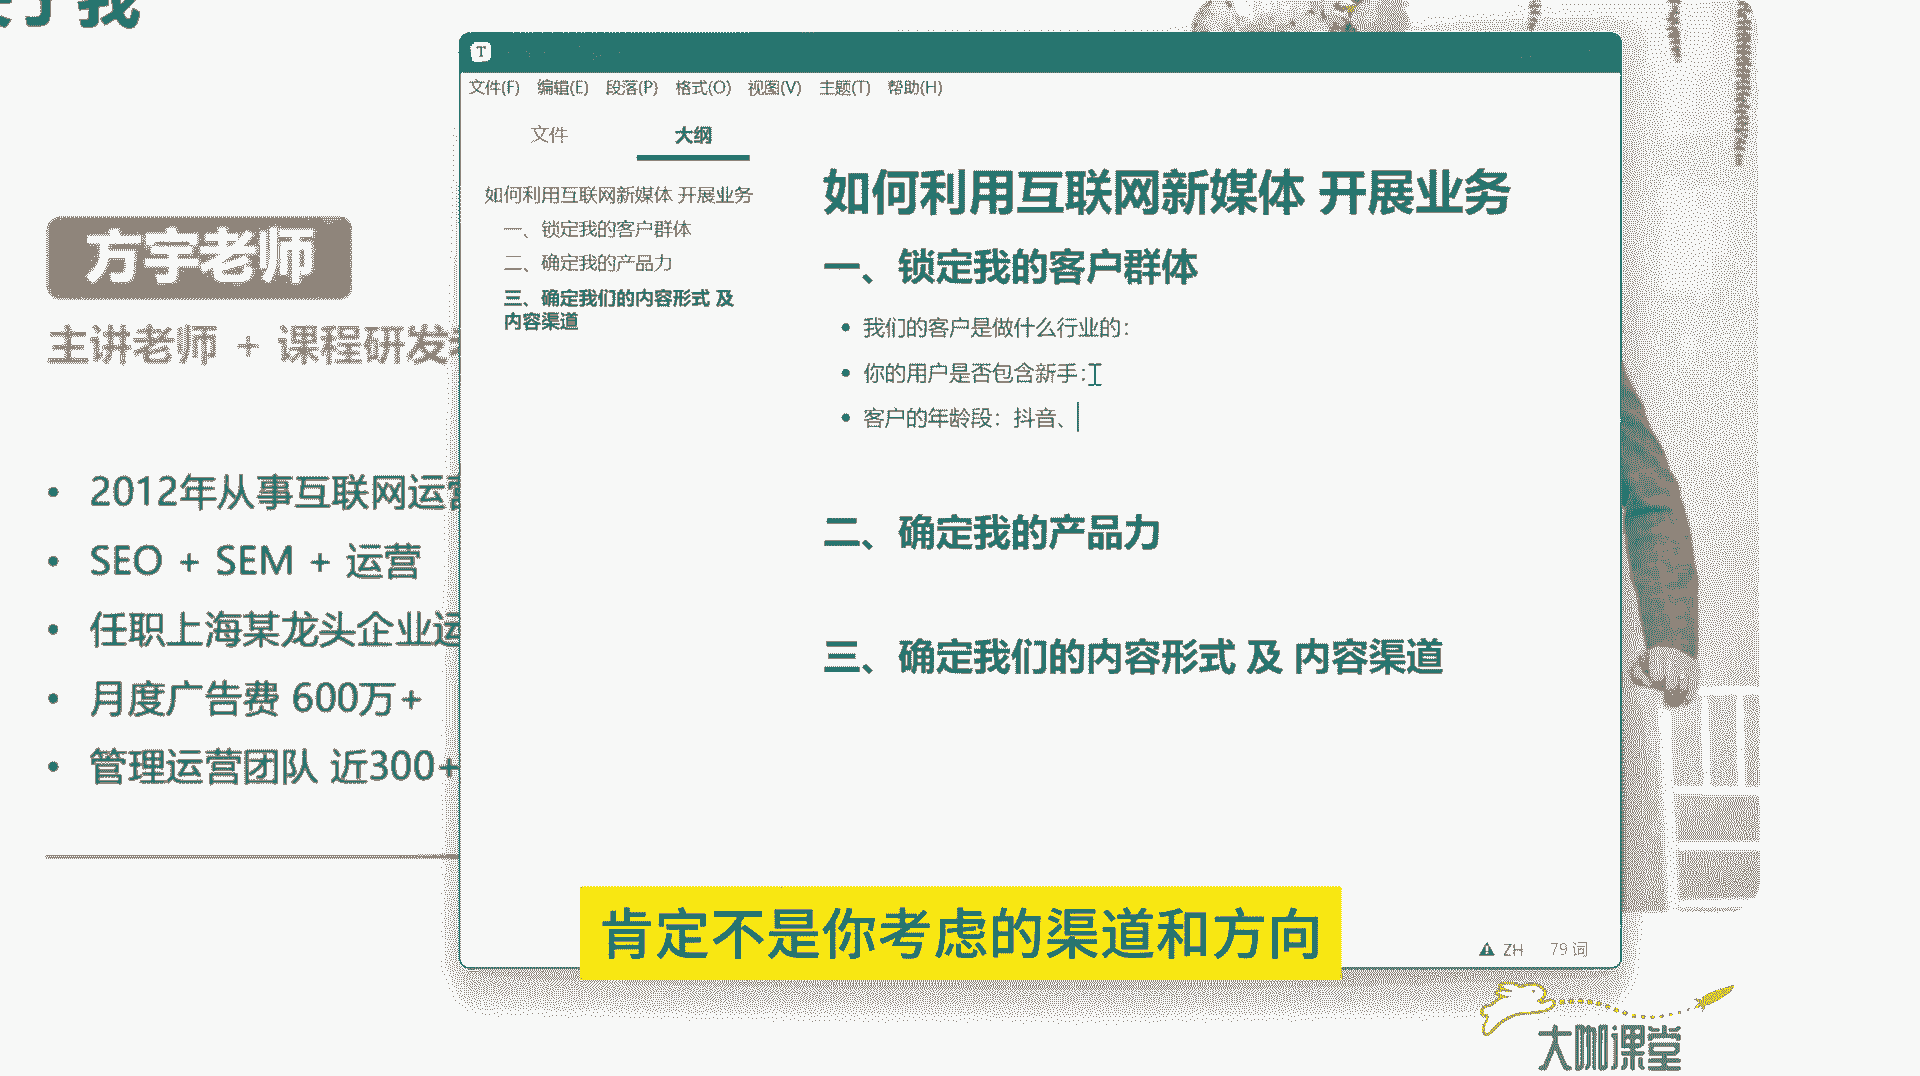 我
方宇老师
主讲老师 + 课程研发
2012年从事互联网运营
SEO + SEM + 运营
任职上海某龙头企业运
月度广告费 600万+
管理运营团队 近300+
T
文件(F) 编辑(E) 段落(P) 格式(O) 视图(V) 主题(T) 帮助(H)
文件 大纲
如何利用互联网新媒体 开展业务
一、锁定我的客户群体
二、确定我的产品力
三、确定我们的内容形式 及
内容渠道
如何利用互联网新媒体 开展业务
一、锁定我的客户群体
我们的客户是做什么行业的：
你的用户是否包含新手：
客户的年龄段：抖音、
二、确定我的产品力
三、确定我们的内容形式 及 内容渠道
ZH 79 词
肯定不是你考虑的渠道和方向
大咖课堂